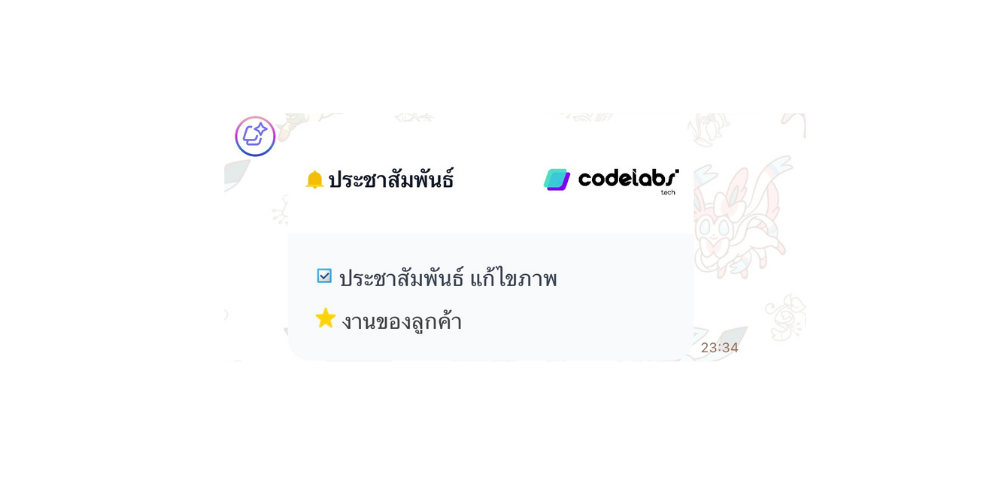 🔔 ประชาสัมพันธ์
codelabs
tech
☑ ประชาสัมพันธ์ แก้ไขภาพ
⭐ งานของลูกค้า
23:34